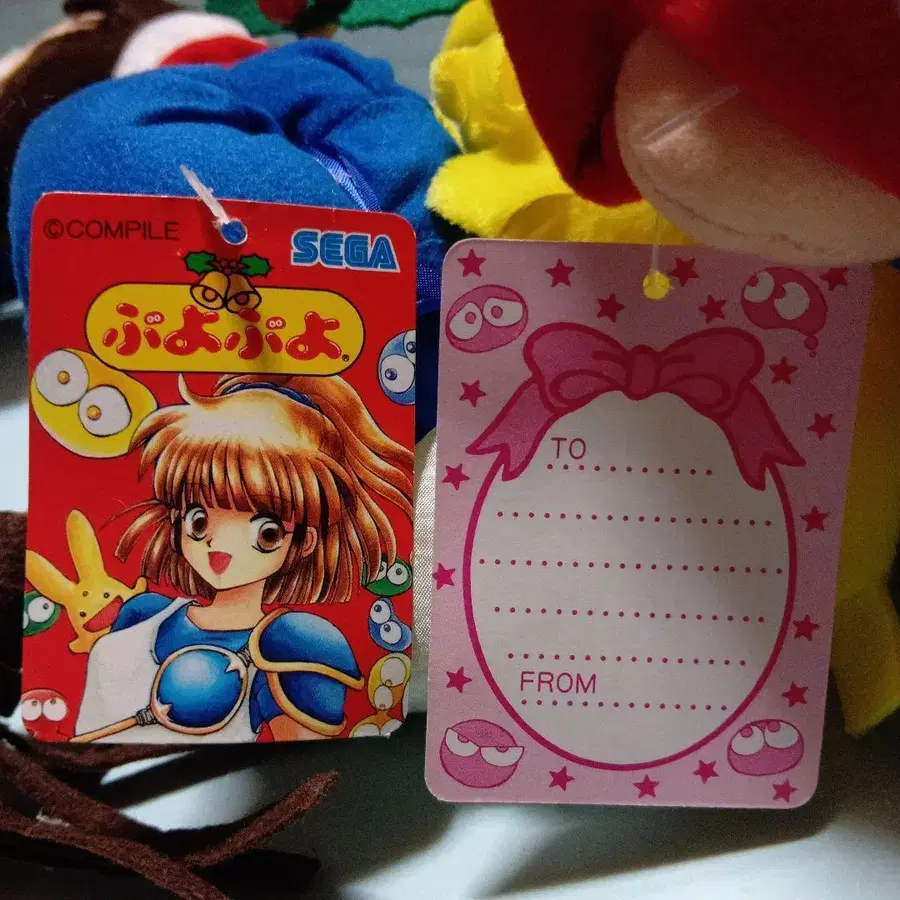 ©COMPILE
SEGA
ぷよぷよ®
TO
FROM